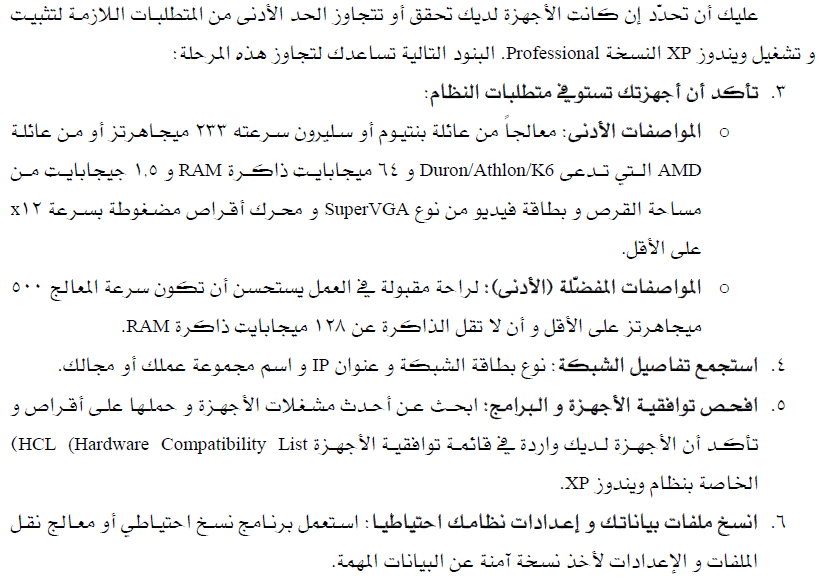 عليك أن تحدّد إن كانت الأجهزة لديك تحقق أو تتجاوز الحد الأدنى من المتطلبات اللازمة لتثبيت
و تشغيل ويندوز XP النسخة Professional. البنود التالية تساعدك لتجاوز هذه المرحلة:
٣. تأكد أن أجهزتك تستوفي متطلبات النظام:
o المواصفات الأدنى: معالجاً من عائلة بنتيوم أو سليرون سرعته ٢٣٣ ميجاهرتز أو من عائلة
AMD التي تدعى Duron/Athlon/K6 و ٦٤ ميجابايت ذاكرة RAM و ١,٥ جيجابايت من
مساحة القرص و بطاقة فيديو من نوع SuperVGA و محرك أقراص مضغوطة بسرعة x١٢
على الأقل.
o المواصفات المفضّلة (الأدنى): لراحة مقبولة في العمل يستحسن أن تكون سرعة المعالج ٥٠٠
ميجاهرتز على الأقل و أن لا تقل الذاكرة عن ١٢٨ ميجابايت ذاكرة RAM.
٤. استجمع تفاصيل الشبكة: نوع بطاقة الشبكة و عنوان IP و اسم مجموعة عملك أو مجالك.
٥. افحص توافقية الأجهزة و البرامج: ابحث عن أحدث مشغلات الأجهزة و حملها على أقراص و
تأكد أن الأجهزة لديك واردة في قائمة توافقية الأجهزة HCL (Hardware Compatibility List)
الخاصة بنظام ويندوز XP.
٦. انسخ ملفات بياناتك و إعدادات نظامك احتياطيا: استعمل برنامج نسخ احتياطي أو معالج نقل
الملفات و الإعدادات لأخذ نسخة آمنة عن البيانات المهمة.